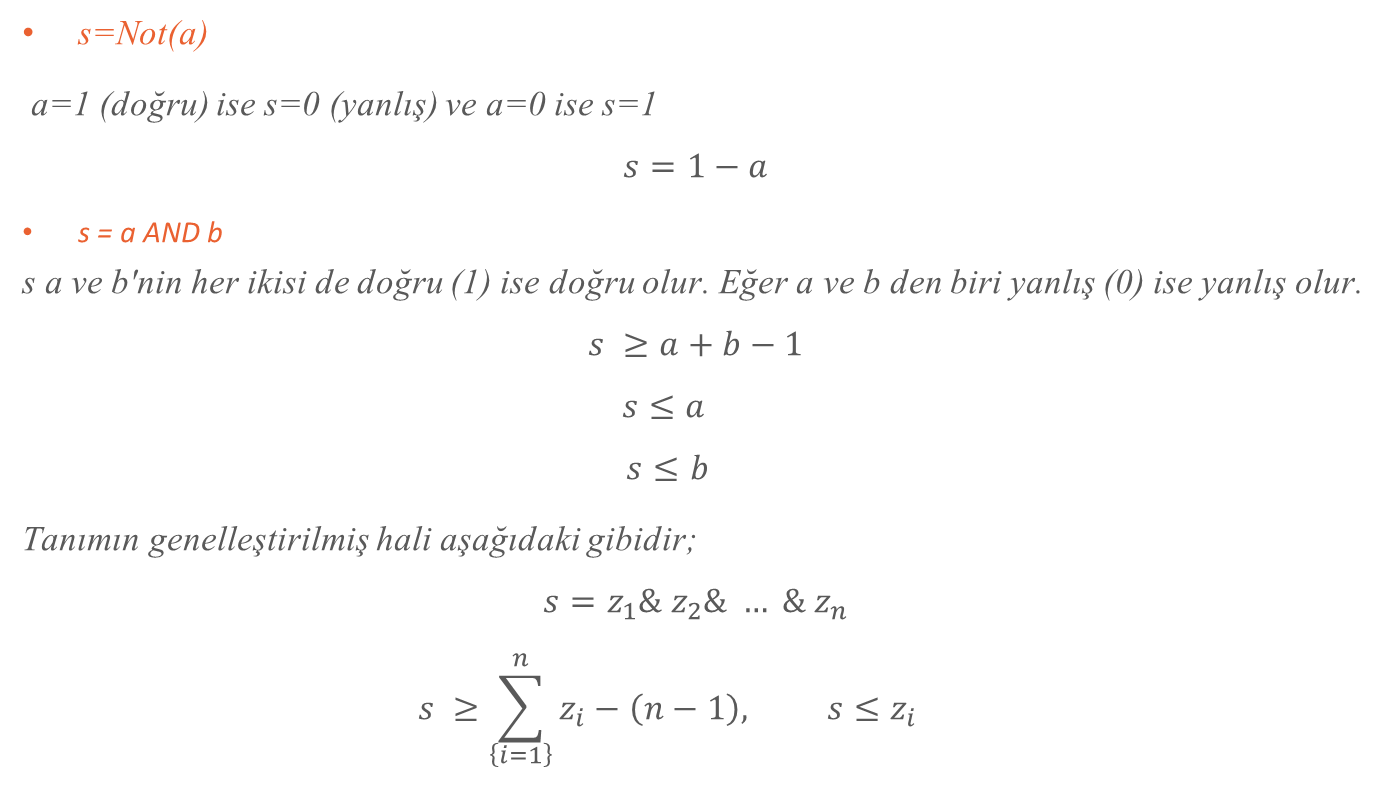 • s=Not(a)
a=1 (doğru) ise s=0 (yanlış) ve a=0 ise s=1
s = 1 − a
• s = a AND b
s a ve b'nin her ikisi de doğru (1) ise doğru olur. Eğer a ve b den biri yanlış (0) ise yanlış olur.
s ≥ a + b − 1
s ≤ a
s ≤ b
Tanımın genelleştirilmiş hali aşağıdaki gibidir;
s = z₁& z₂& … & zₙ
s ≥ ∑_{i=1}^n zᵢ − (n − 1), s ≤ zᵢ